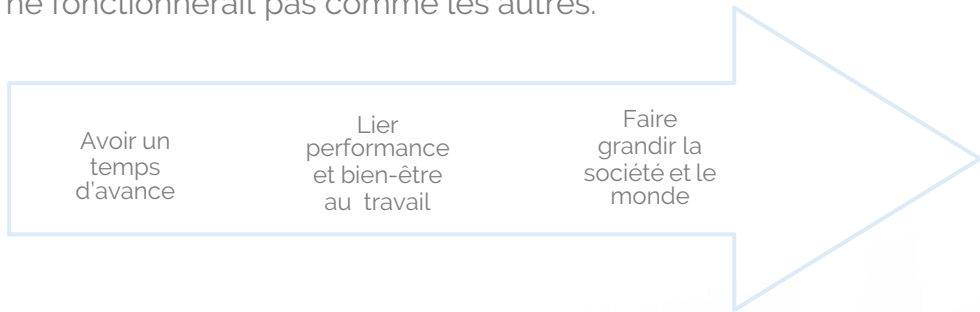 ne fonctionnerait pas comme les autres.
Avoir un
temps
d'avance
Lier
performance
et bien-être
au travail
Faire
grandir la
société et le
monde